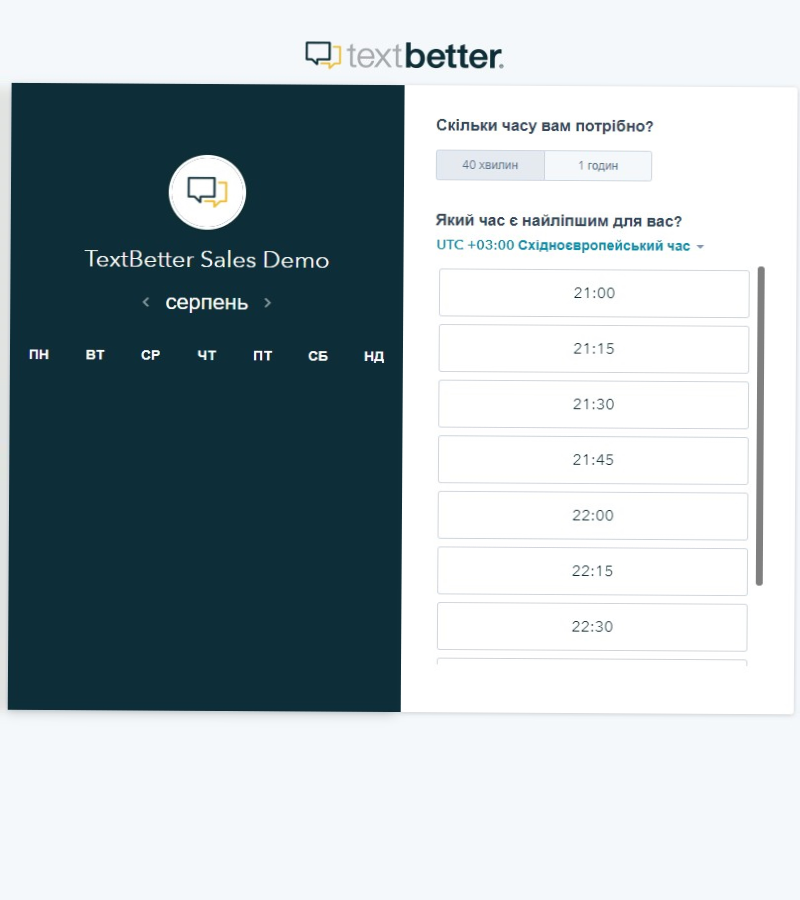 textbetter.
TextBetter Sales Demo
серпень
ПН ВТ СР ЧТ ПТ СБ НД
Скільки часу вам потрібно?
40 хвилин 1 годин
Який час є найліпшим для вас?
UTC +03:00 Східноєвропейський час
21:00
21:15
21:30
21:45
22:00
22:15
22:30